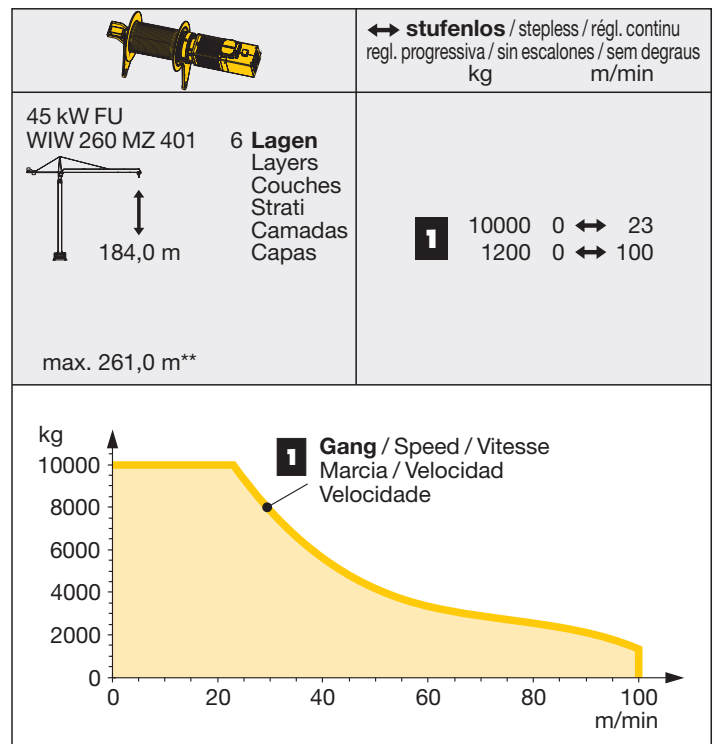 ↔ stufenlos / stepless / régl. continu
regl. progressiva / sin escalones / sem degraus
kg m/min
45 kW FU
WIW 260 MZ 401 6 Lagen
Layers
Couches
Strati
Camadas
184,0 m Capas
max. 261,0 m**
1 10000 0 ↔ 23
1200 0 ↔ 100
kg
10000
8000
6000
4000
2000
0
1 Gang / Speed / Vitesse
Marcia / Velocidad
Velocidade
0 20 40 60 80 100
m/min